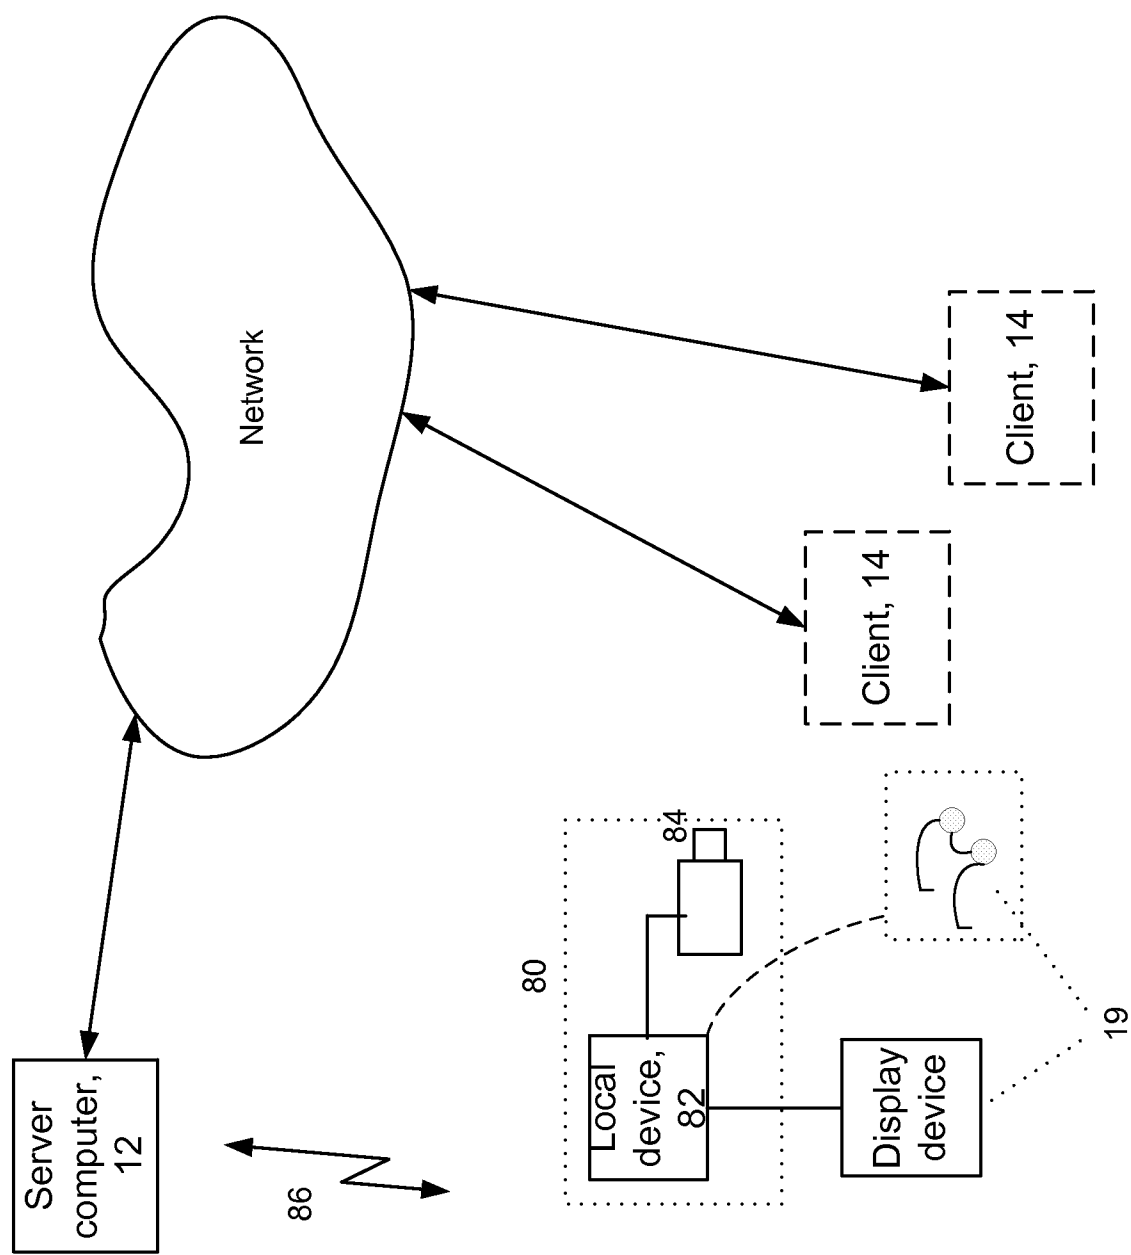 Server
computer,
12
Network
86
80
Local
device,
82
84
Client, 14
Client, 14
Display
device
19